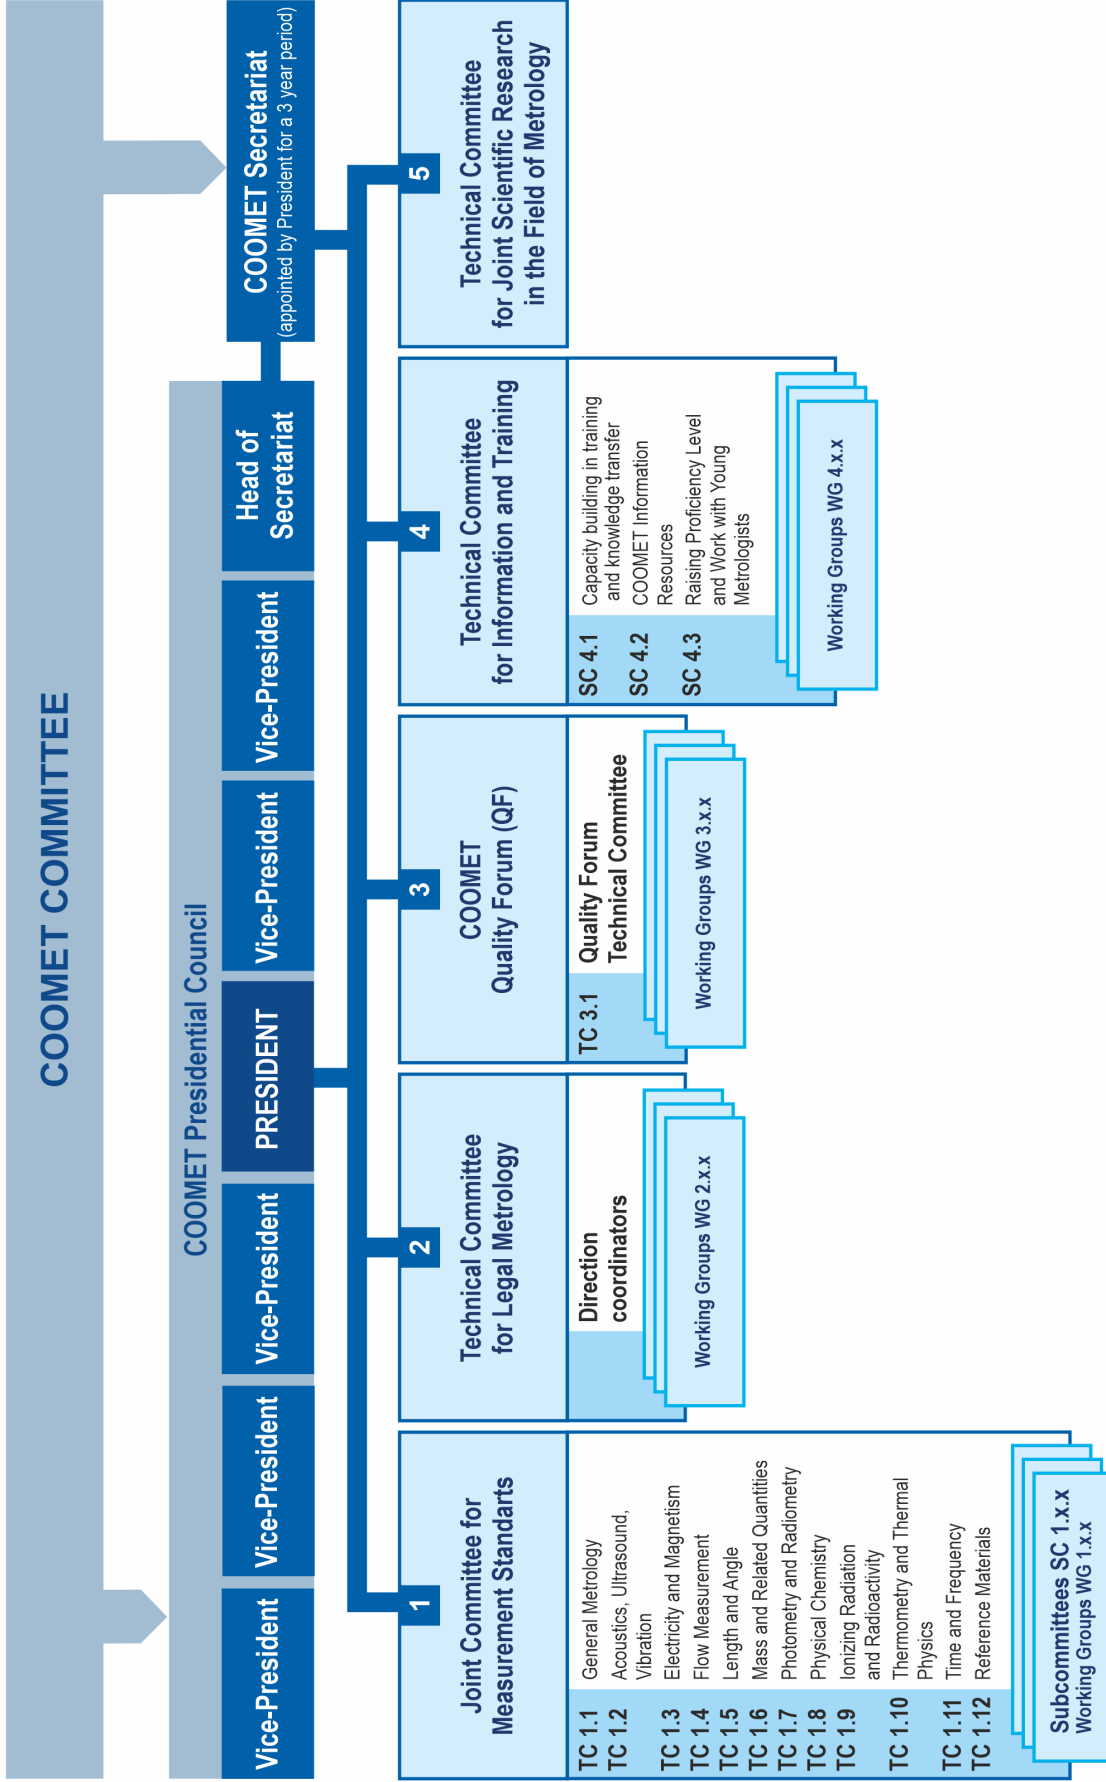 COOMET COMMITTEE
COOMET Presidential Council
Vice-President
Vice-President
Vice-President
PRESIDENT
Vice-President
Vice-President
Head of
Secretariat
COOMET Secretariat
(appointed by President for a 3 year period)
1
Joint Committee for
Measurement Standarts
TC 1.1 General Metrology
TC 1.2 Acoustics, Ultrasound,
Vibration
TC 1.3 Electricity and Magnetism
TC 1.4 Flow Measurement
TC 1.5 Length and Angle
TC 1.6 Mass and Related Quantities
TC 1.7 Photometry and Radiometry
TC 1.8 Physical Chemistry
TC 1.9 Ionizing Radiation
and Radioactivity
TC 1.10 Thermometry and Thermal
Physics
TC 1.11 Time and Frequency
TC 1.12 Reference Materials
Subcommittees SC 1.x.x
Working Groups WG 1.x.x
2
Technical Committee
for Legal Metrology
Direction
coordinators
Working Groups WG 2.x.x
3
COOMET
Quality Forum (QF)
TC 3.1 Quality Forum
Technical Committee
Working Groups WG 3.x.x
4
Technical Committee
for Information and Training
SC 4.1 Capacity building in training
and knowledge transfer
SC 4.2 COOMET Information
Resources
SC 4.3 Raising Proficiency Level
and Work with Young
Metrologists
Working Groups WG 4.x.x
5
Technical Committee
for Joint Scientific Research
in the Field of Metrology